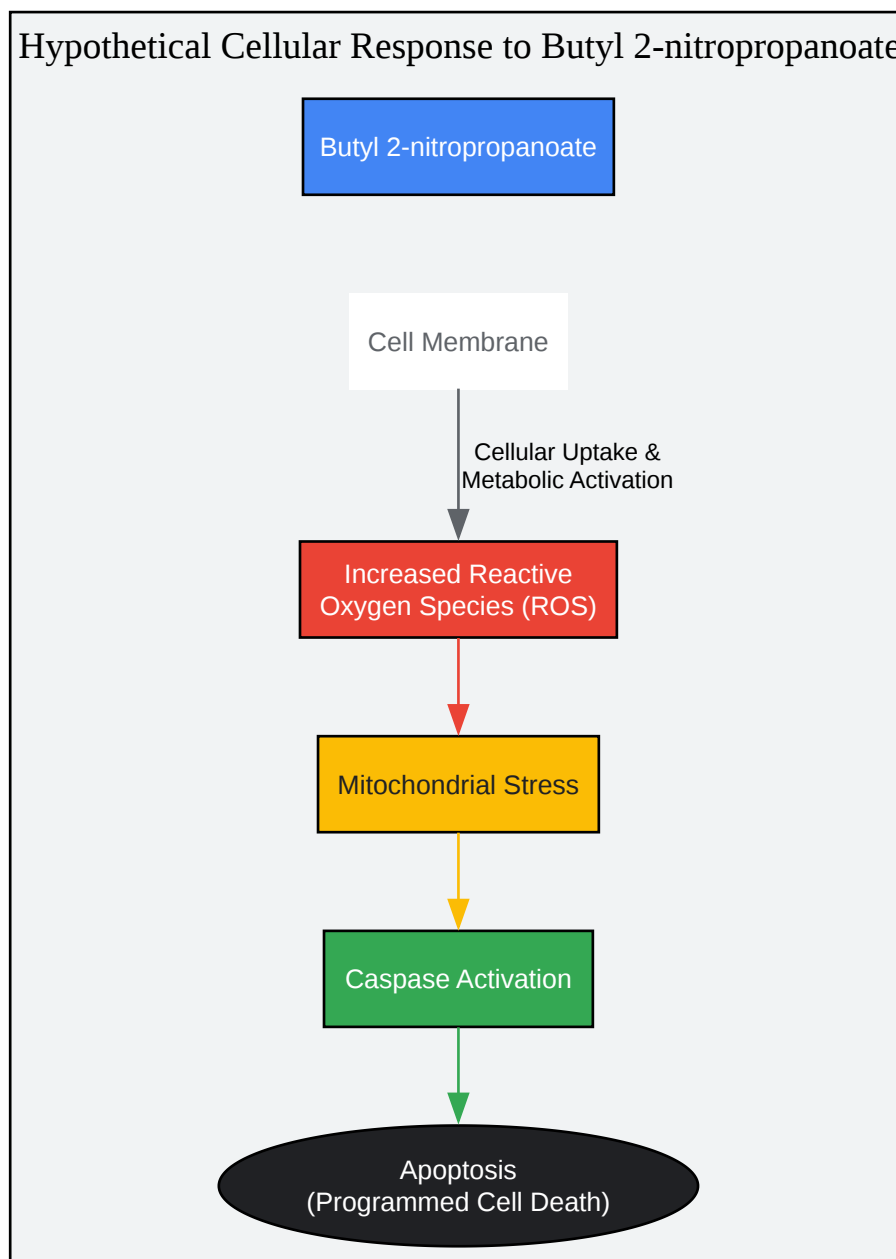 Hypothetical Cellular Response to Butyl 2-nitropropanoate
Butyl 2-nitropropanoate
Cell Membrane
Cellular Uptake &
Metabolic Activation
Increased Reactive
Oxygen Species (ROS)
Mitochondrial Stress
Caspase Activation
Apoptosis
(Programmed Cell Death)